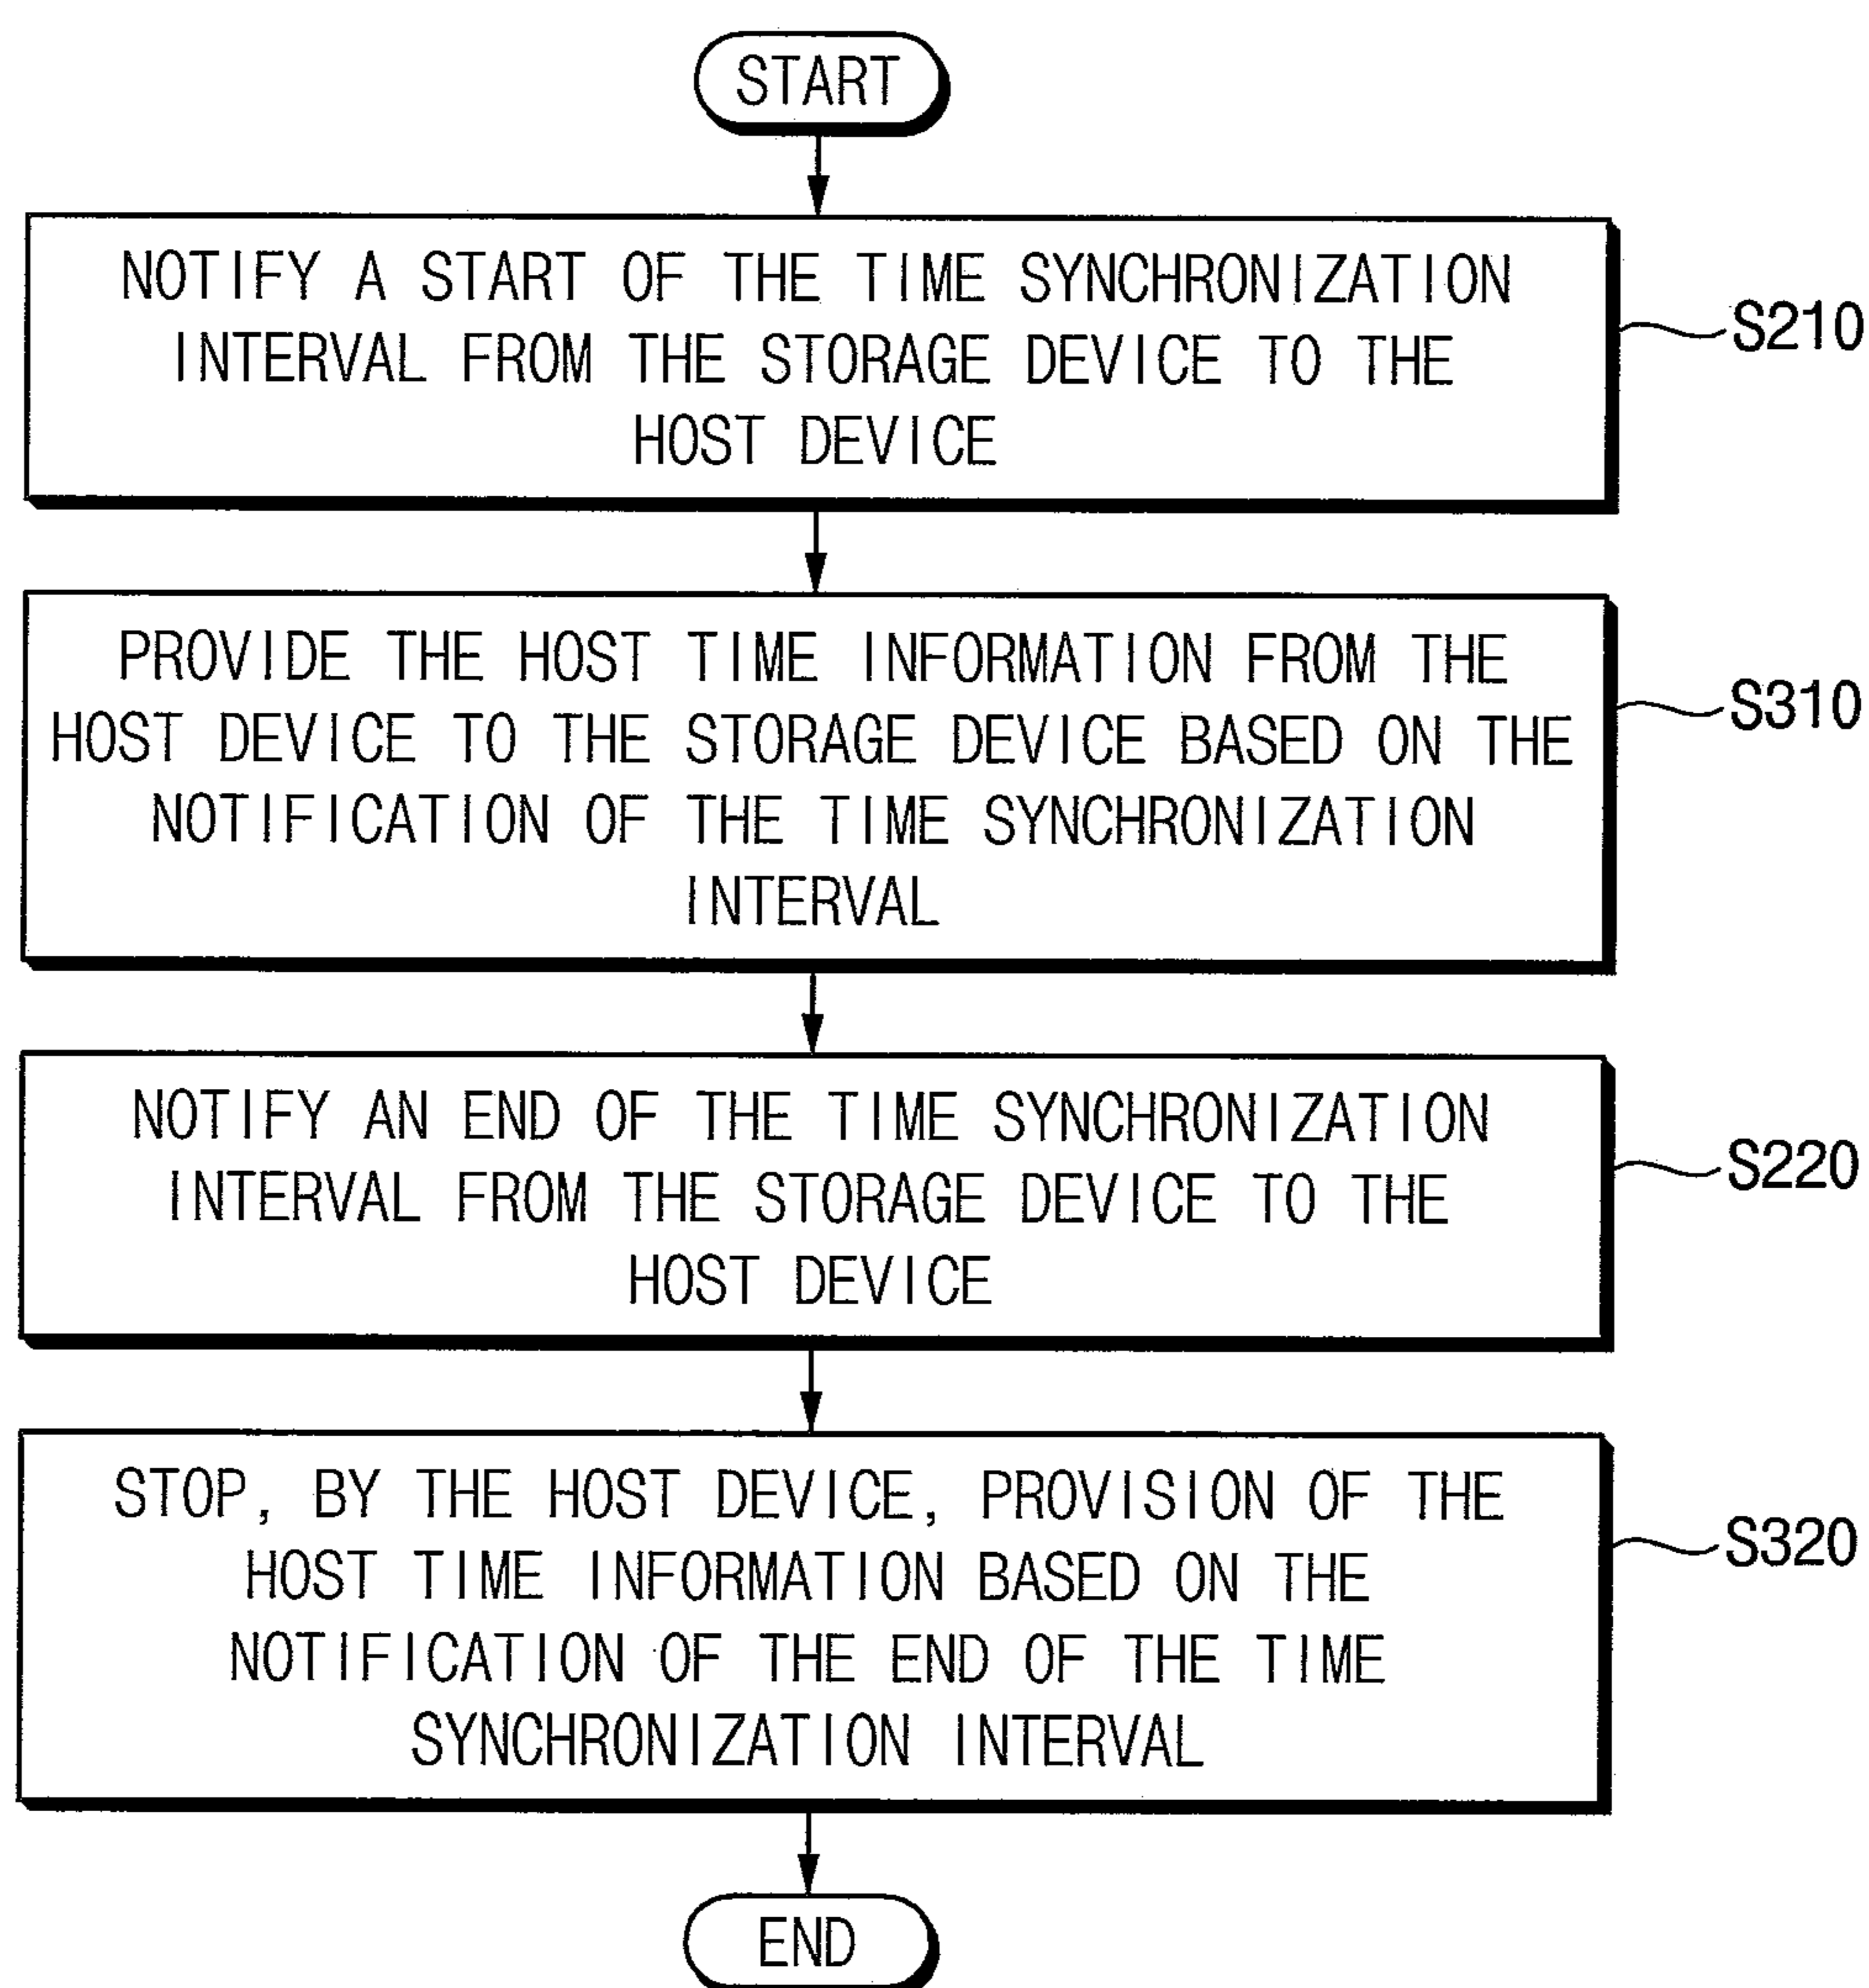 START
NOTIFY A START OF THE TIME SYNCHRONIZATION
INTERVAL FROM THE STORAGE DEVICE TO THE
HOST DEVICE
S210
PROVIDE THE HOST TIME INFORMATION FROM THE
HOST DEVICE TO THE STORAGE DEVICE BASED ON THE
NOTIFICATION OF THE TIME SYNCHRONIZATION
INTERVAL
S310
NOTIFY AN END OF THE TIME SYNCHRONIZATION
INTERVAL FROM THE STORAGE DEVICE TO THE
HOST DEVICE
S220
STOP, BY THE HOST DEVICE, PROVISION OF THE
HOST TIME INFORMATION BASED ON THE
NOTIFICATION OF THE END OF THE TIME
SYNCHRONIZATION INTERVAL
S320
END